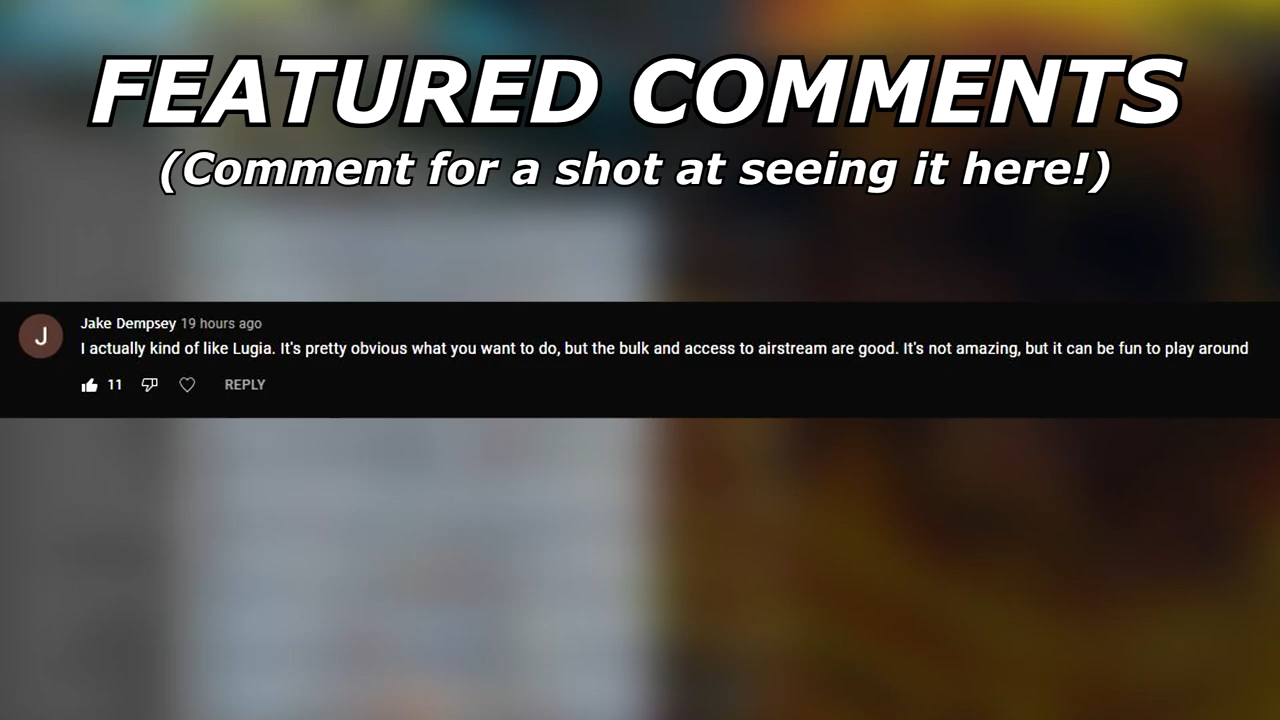 FEATURED COMMENTS
(Comment for a shot at seeing it here!)
J
Jake Dempsey 19 hours ago
I actually kind of like Lugia. It's pretty obvious what you want to do, but the bulk and access to airstream are good. It's not amazing, but it can be fun to play around
11 REPLY